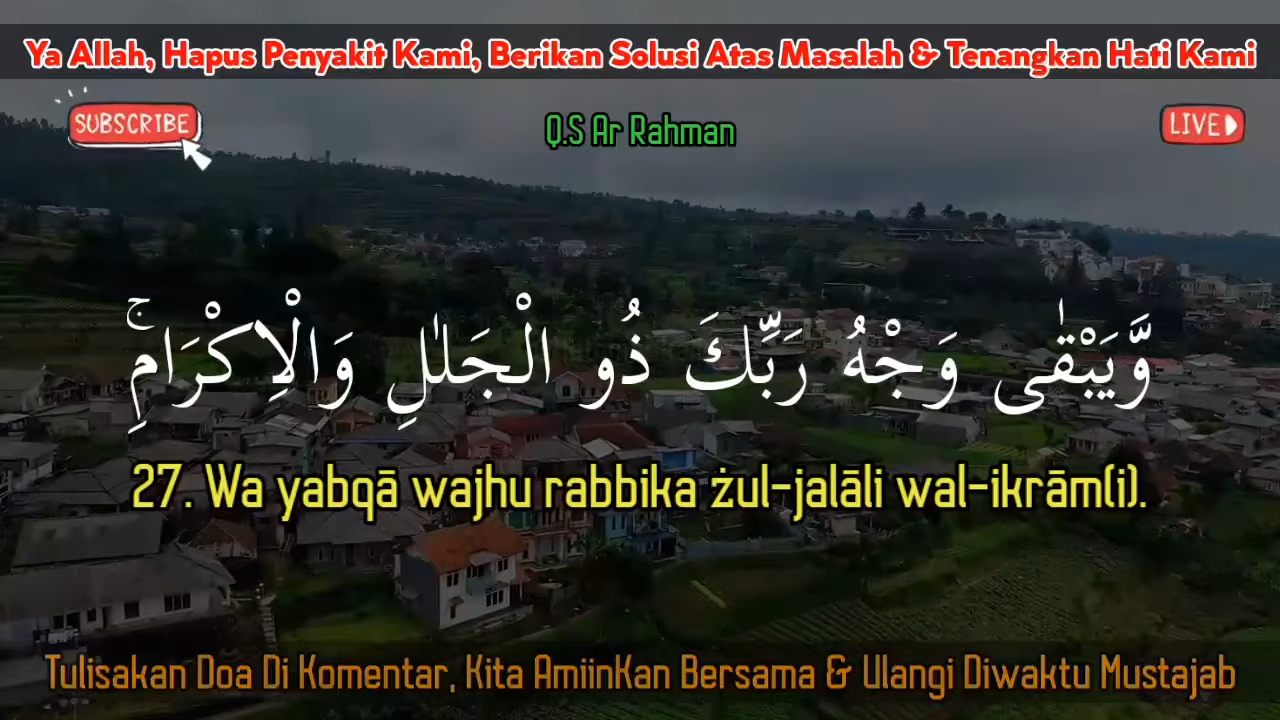 Ya Allah, Hapus Penyakit Kami, Berikan Solusi Atas Masalah & Tenangkan Hati Kami
SUBSCRIBE
Q.S Ar Rahman
LIVE
وَّيَبْقٰى وَجْهُ رَبِّكَ ذُو الْجَلٰلِ وَالْاِكْرَامِۚ
27. Wa yabqā wajhu rabbika żul-jalāli wal-ikrām(i).
Tulisakan Doa Di Komentar, Kita AmiinKan Bersama & Ulangi Diwaktu Mustajab